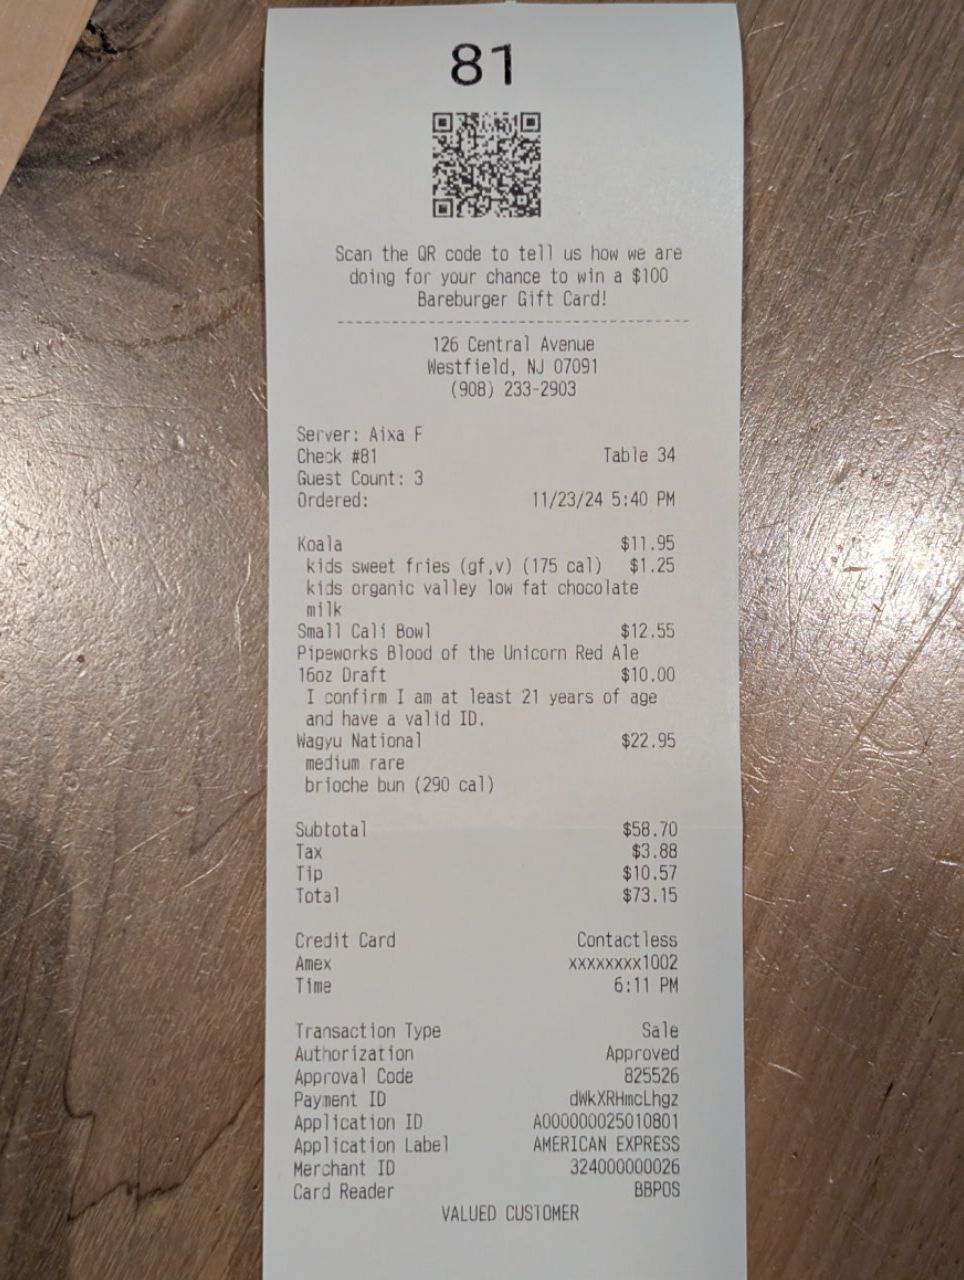 81
Scan the QR code to tell us how we are
doing for your chance to win a $100
Bareburger Gift Card!
126 Central Avenue
Westfield, NJ 07091
(908) 233-2903
Server: Aixa F
Check #81 Table 34
Guest Count: 3
Ordered: 11/23/24 5:40 PM
Koala $11.95
kids sweet fries (gf,v) (175 cal) $1.25
kids organic valley low fat chocolate
milk
Small Cali Bowl $12.55
Pipeworks Blood of the Unicorn Red Ale
16oz Draft $10.00
I confirm I am at least 21 years of age
and have a valid ID.
Wagyu National $22.95
medium rare
brioche bun (290 cal)
Subtotal $58.70
Tax $3.88
Tip $10.57
Total $73.15
Credit Card Contactless
Amex xxxxxxxx1002
Time 6:11 PM
Transaction Type Sale
Authorization Approved
Approval Code 825526
Payment ID dWkXRHmcLhgz
Application ID A000000025010801
Application Label AMERICAN EXPRESS
Merchant ID 324000000026
Card Reader BBPOS
VALUED CUSTOMER